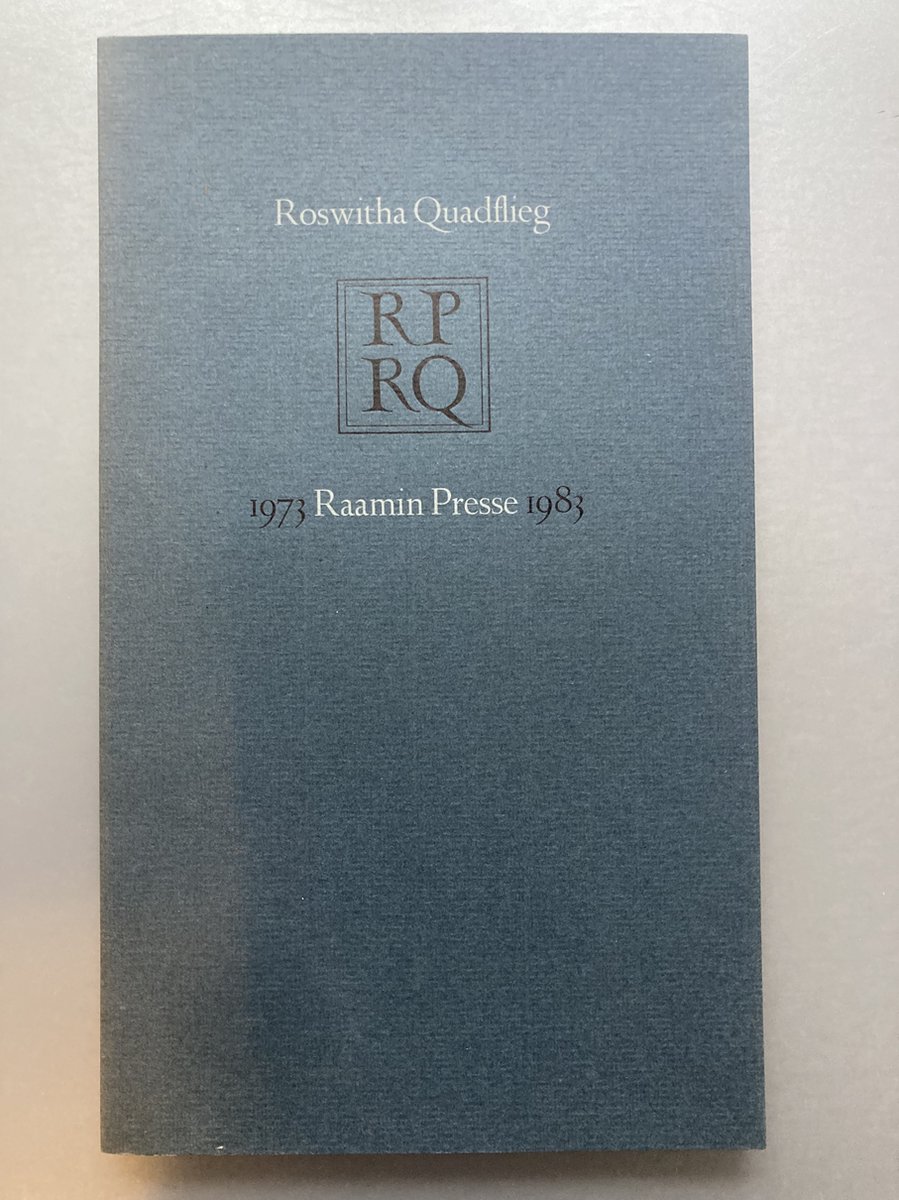 Roswitha Quadflieg
RP
RQ
1973 Raamin Presse 1983